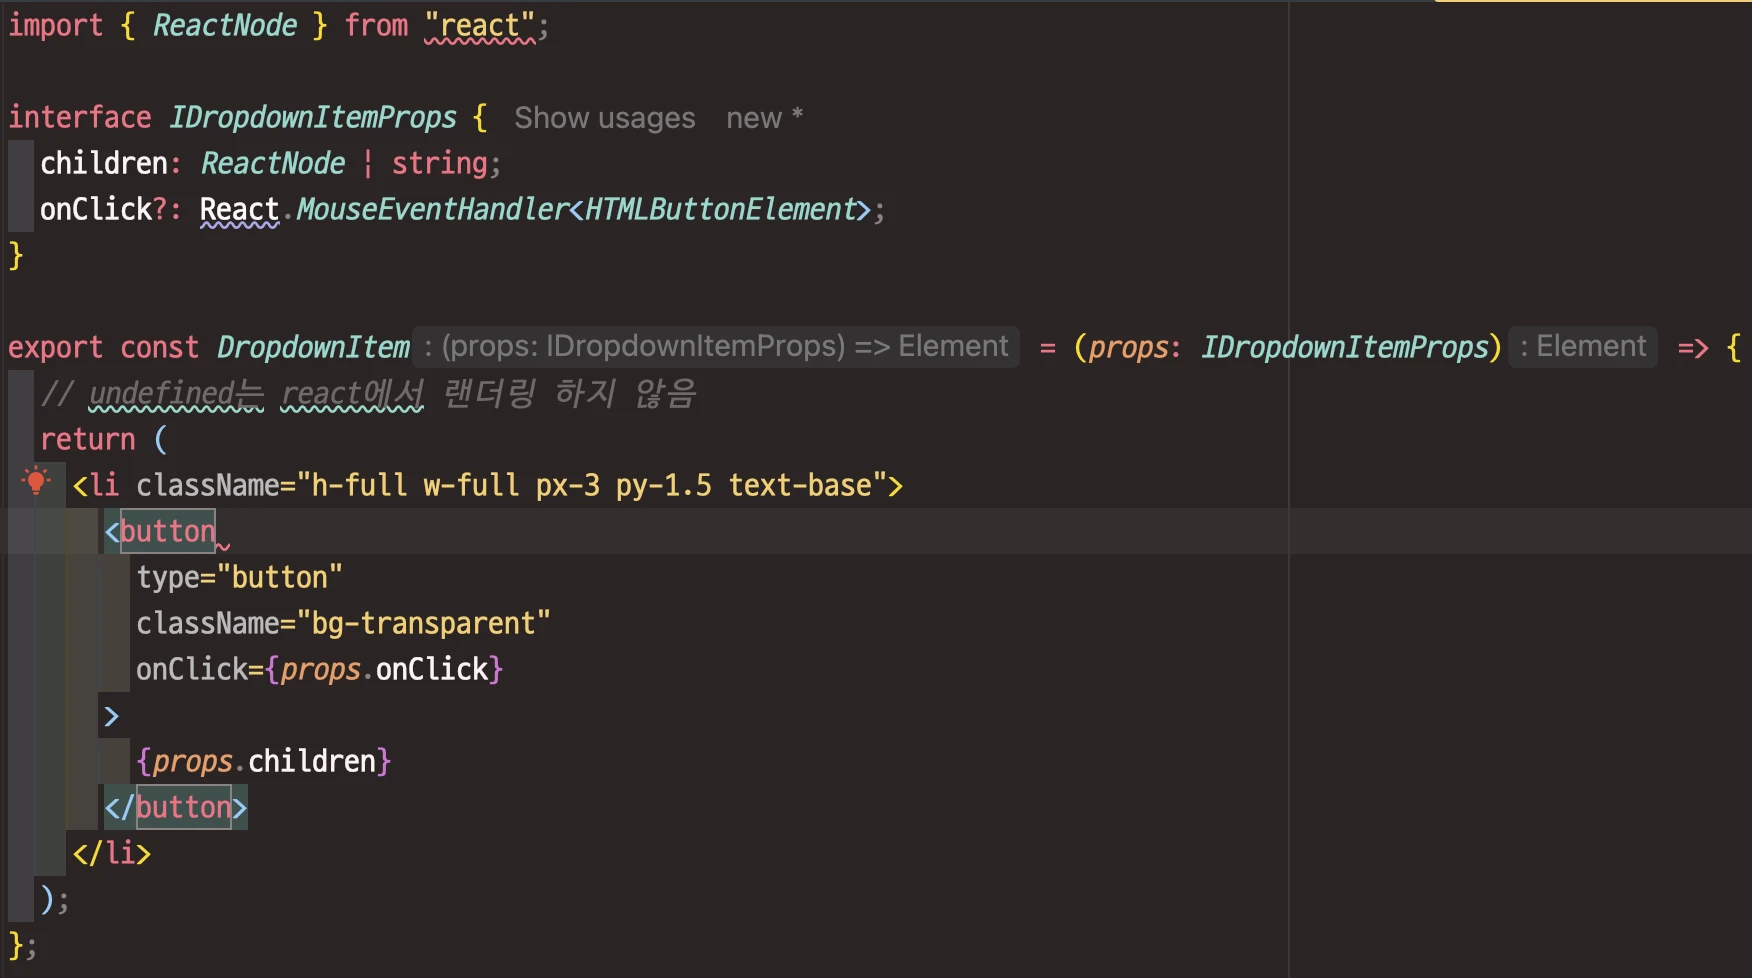 import { ReactNode } from "react";
interface IDropdownItemProps { Show usages new *
children: ReactNode | string;
onClick?: React.MouseEventHandler<HTMLButtonElement>;
}
export const DropdownItem : (props: IDropdownItemProps) => Element = (props: IDropdownItemProps) : Element => {
// undefined는 react에서 랜더링 하지 않음
return (
<li className="h-full w-full px-3 py-1.5 text-base">
<button
type="button"
className="bg-transparent"
onClick={props.onClick}
>
{props.children}
</button>
</li>
);
};